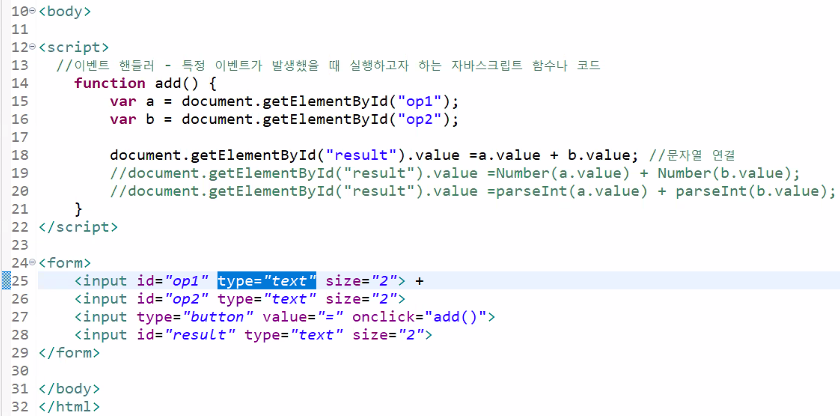 10 <body>
11
12 <script>
13 //이벤트 핸들러 - 특정 이벤트가 발생했을 때 실행하고자 하는 자바스크립트 함수나 코드
14 function add() {
15 var a = document.getElementById("op1");
16 var b = document.getElementById("op2");
17
18 document.getElementById("result").value =a.value + b.value; //문자열 연결
19 //document.getElementById("result").value =Number(a.value) + Number(b.value);
20 //document.getElementById("result").value =parseInt(a.value) + parseInt(b.value);
21 }
22 </script>
23
24 <form>
25 <input id="op1" type="text" size="2"> +
26 <input id="op2" type="text" size="2">
27 <input type="button" value="=" onclick="add()">
28 <input id="result" type="text" size="2">
29 </form>
30
31 </body>
32 </html>